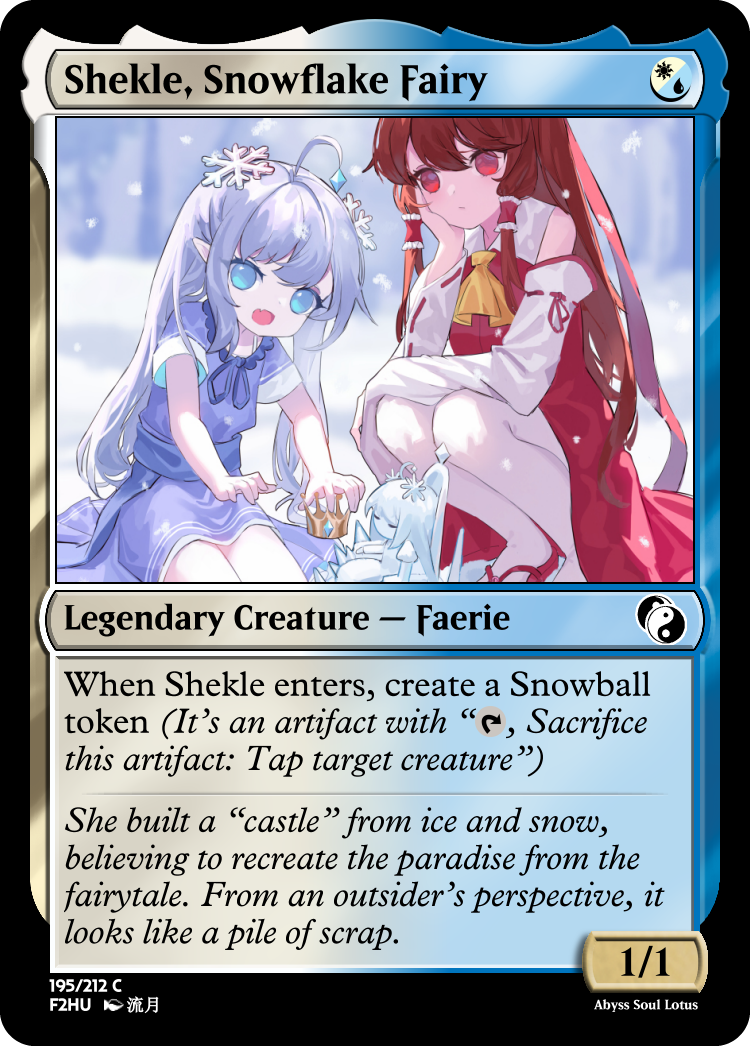 Shekle, Snowflake Fairy
Legendary Creature — Faerie
When Shekle enters, create a Snowball
token (It's an artifact with “, Sacrifice
this artifact: Tap target creature”)
She built a “castle” from ice and snow,
believing to recreate the paradise from the
fairytale. From an outsider's perspective, it
looks like a pile of scrap.
1/1
195/212 C
F2HU 流月
Abyss Soul Lotus